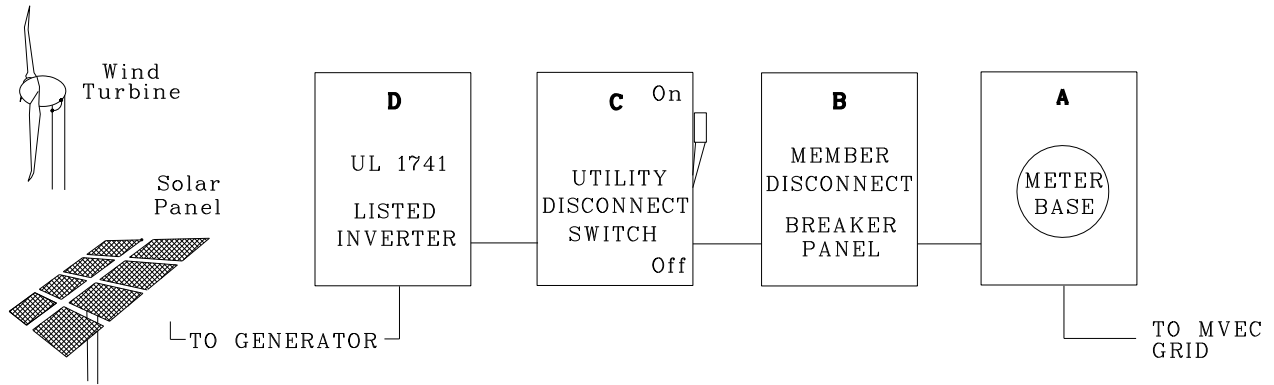 Wind
Turbine
Solar
Panel
D
UL 1741
LISTED
INVERTER
C
On
UTILITY
DISCONNECT
SWITCH
Off
B
MEMBER
DISCONNECT
BREAKER
PANEL
A
METER
BASE
TO GENERATOR
TO MVEC
GRID